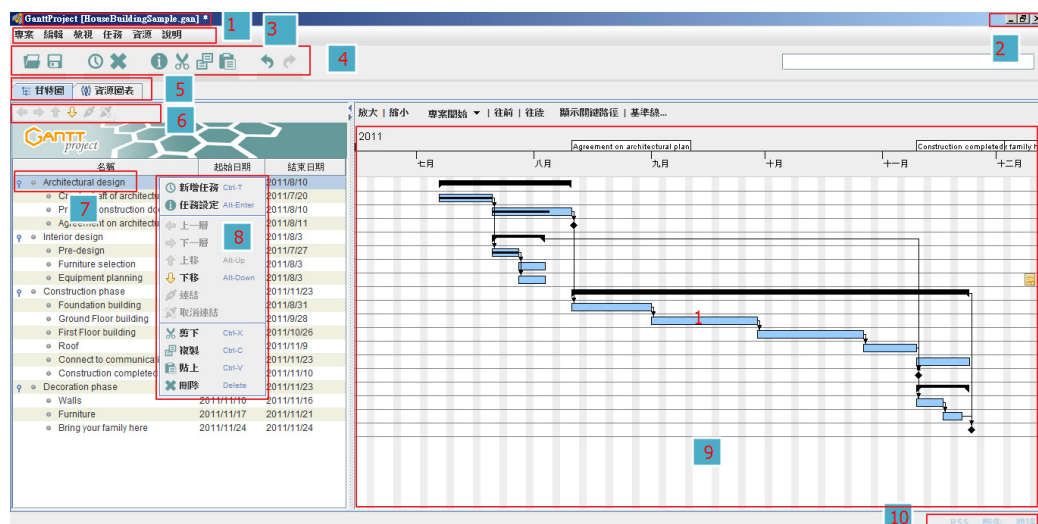 GanttProject [HouseBuildingSample.gan] *
1
2
專案 編輯 檢視 任務 資源 說明
3
4
甘特圖 資源圖表
5
6
放大 | 縮小 專案開始 | 往前 | 往後 顯示關鍵路徑 | 基準線...
GANTT project
2011
Agreement on architectural plan
Construction completed
family h
七月 八月 九月 十月 十一月 十二月
名稱 起始日期 結束日期
Architectural design 2011/8/10
7
2011/7/20
2011/8/10
Agreement on architectu 2011/8/11
Interior design 2011/8/3
Pre-design 2011/7/27
Furniture selection 2011/8/3
Equipment planning 2011/8/3
Construction phase 2011/11/23
Foundation building 2011/8/31
Ground Floor building 2011/9/28
First Floor building 2011/10/26
Roof 2011/11/9
Connect to communicati 2011/11/23
Construction completed 2011/11/10
Decoration phase 2011/11/23
Walls 2011/11/10 2011/11/16
Furniture 2011/11/17 2011/11/21
Bring your family here 2011/11/24 2011/11/24
新增任務 Ctrl-T
任務設定 Alt-Enter
上一層
下一層
8
上移 Alt-Up
下移 Alt-Down
連結
取消連結
剪下 Ctrl-X
複製 Ctrl-C
貼上 Ctrl-V
刪除 Delete
1
9
10
RSS